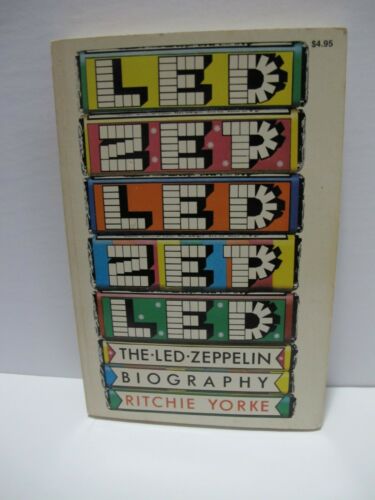 $4.95
LED
ZEP
LED
ZEP
LED
THE·LED·ZEPPELIN
BIOGRAPHY
RITCHIE YORKE